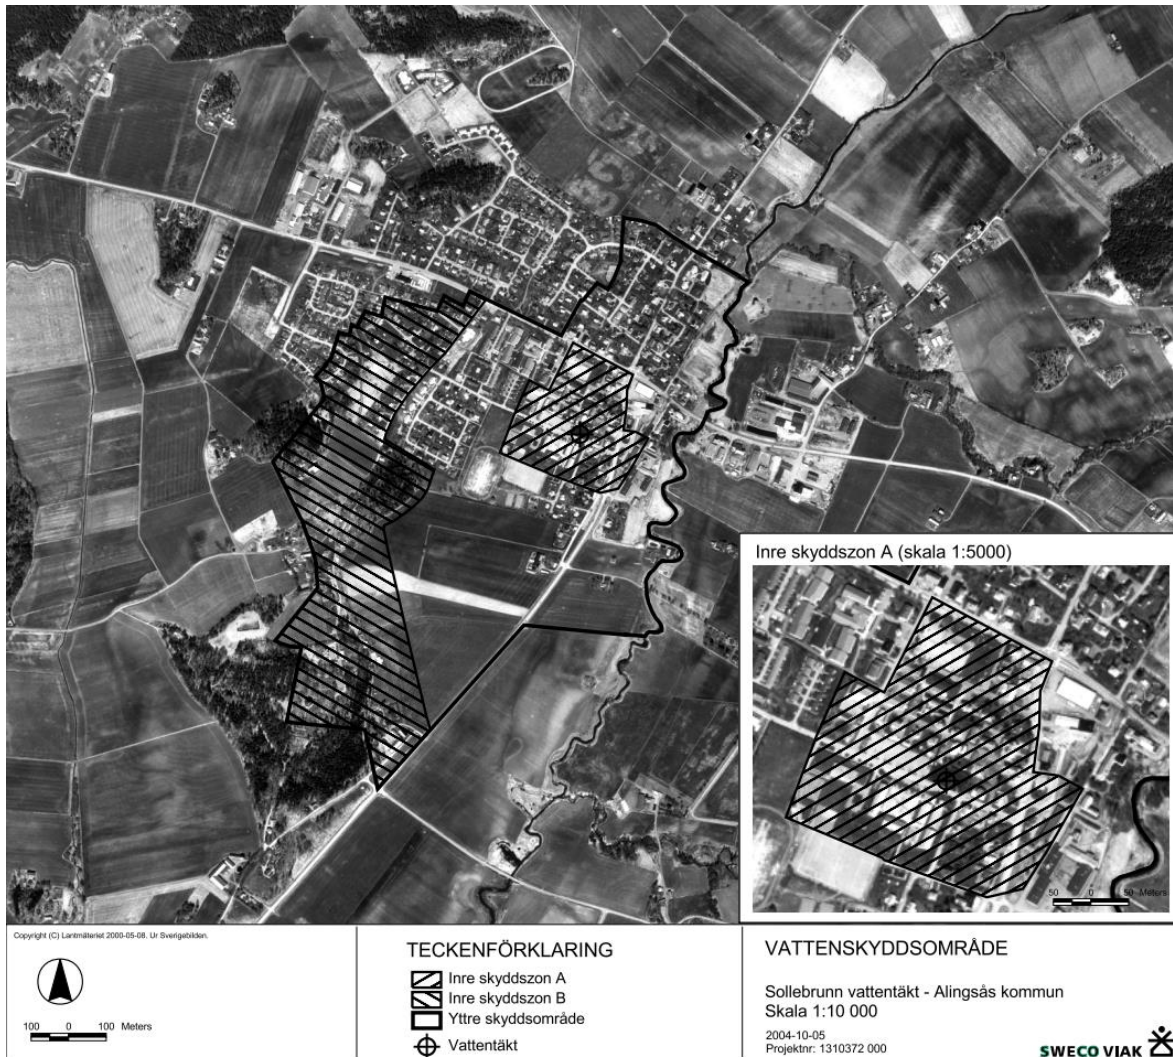 Inre skyddszon A (skala 1:5000)
50 0 50 Meters
Copyright (C) Lantmäteriet 2000-05-08. Ur Sverigebilden.
100 0 100 Meters
TECKENFÖRKLARING
Inre skyddszon A
Inre skyddszon B
Yttre skyddsområde
Vattentäkt
VATTENSKYDDSOMRÅDE
Sollebrunn vattentäkt - Alingsås kommun
Skala 1:10 000
2004-10-05
Projektnr: 1310372 000
SWECO VIAK